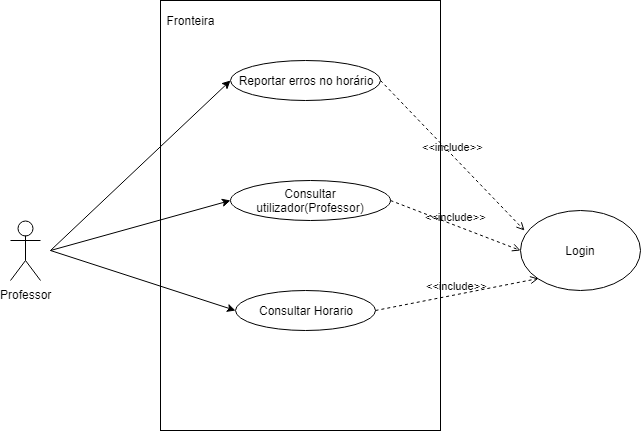 Fronteira
Reportar erros no horário
<<include>>
Consultar
utilizador(Professor)
<<include>>
Login
Professor
<<include>>
Consultar Horario